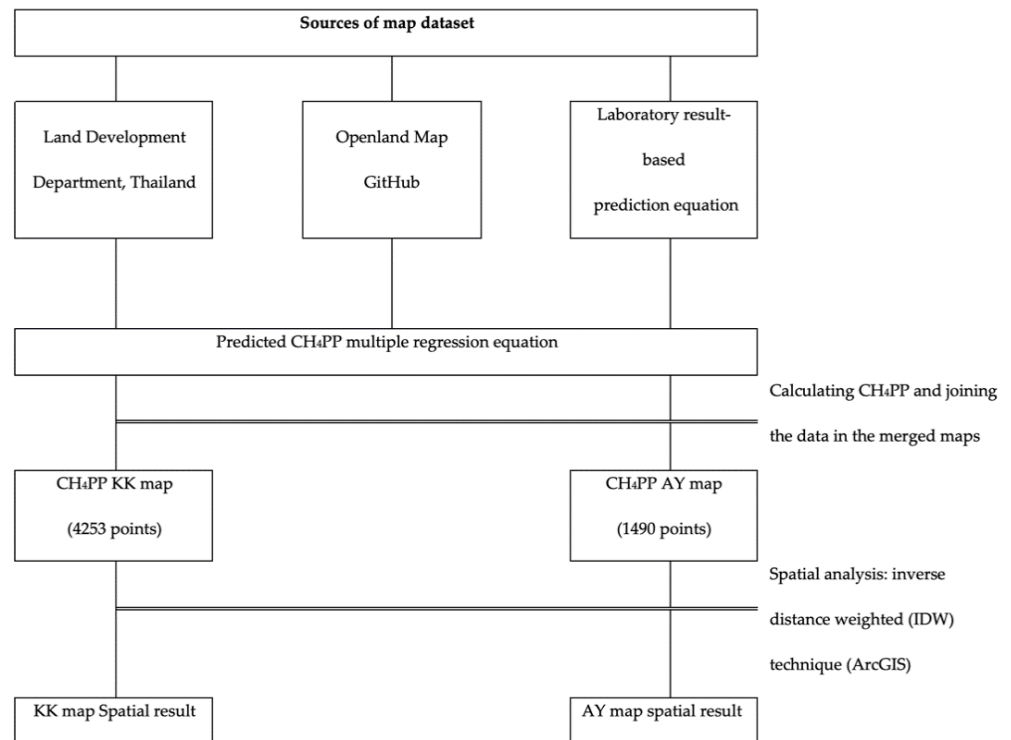 Sources of map dataset
Land Development
Department, Thailand
Openland Map
GitHub
Laboratory result-
based
prediction equation
Predicted CH₄PP multiple regression equation
Calculating CH₄PP and joining
the data in the merged maps
CH₄PP KK map
(4253 points)
CH₄PP AY map
(1490 points)
Spatial analysis: inverse
distance weighted (IDW)
technique (ArcGIS)
KK map Spatial result
AY map spatial result